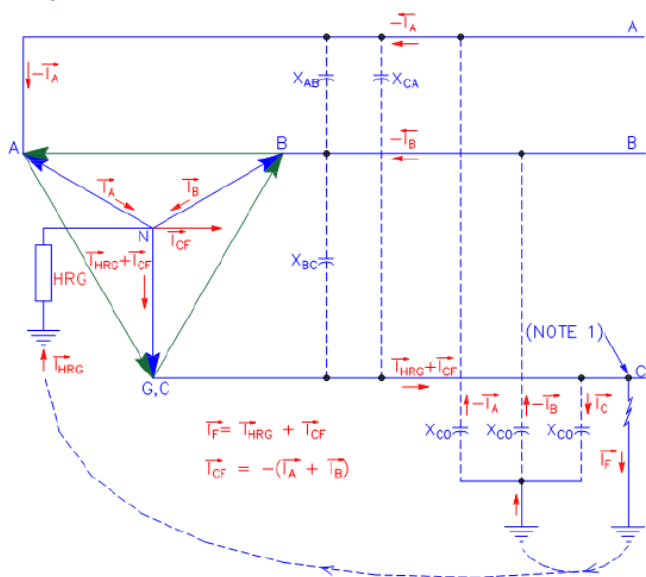 -I_A
A
-I_A
X_AB
X_CA
A
B
-I_B
B
I_A
I_B
N
I_CF
HRG
I_HRG+I_CF
X_BC
(NOTE 1)
I_HRG
G,C
I_HRG+I_CF
C
-I_A
-I_B
I_C
X_CO
X_CO
X_CO
I_F
I_F = I_HRG + I_CF
I_CF = -(I_A + I_B)